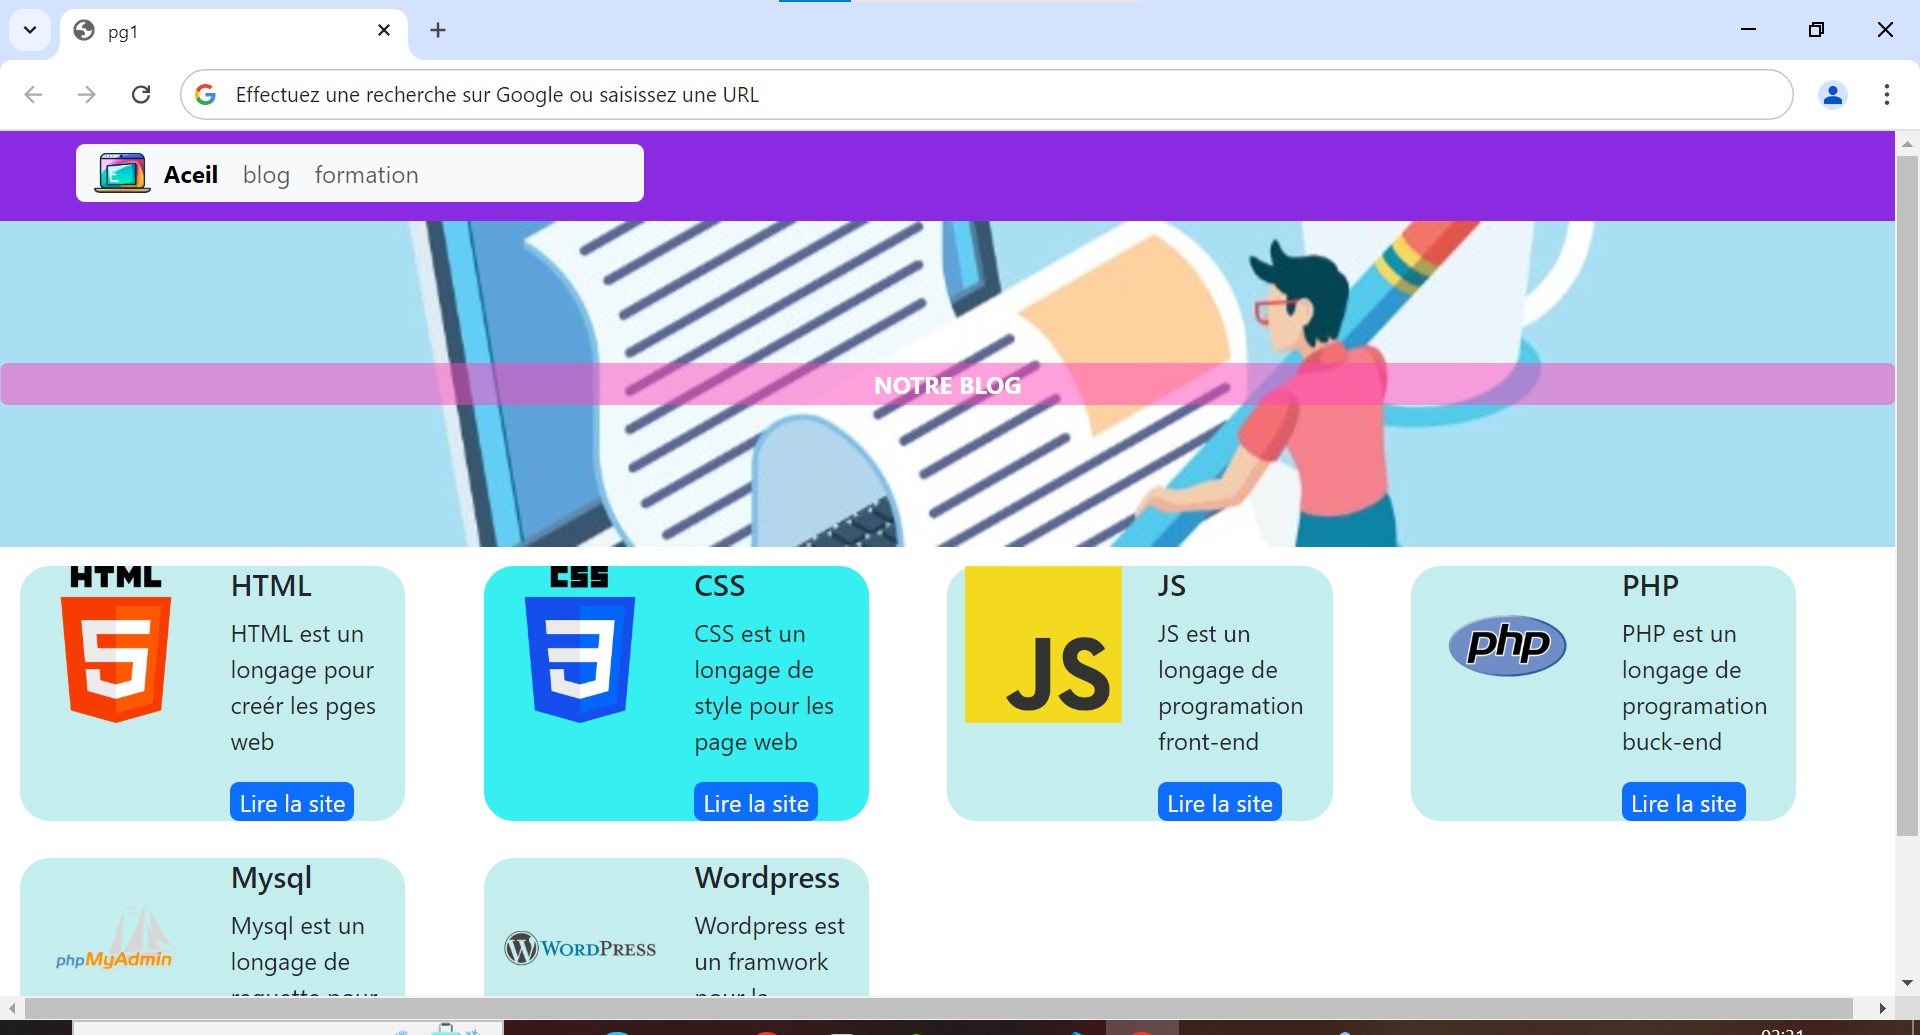 pg1
Effectuez une recherche sur Google ou saisissez une URL
Aceil blog formation
NOTRE BLOG
HTML
HTML
HTML est un
longage pour
creér les pges
web
Lire la site
CSS
CSS
CSS est un
longage de
style pour les
page web
Lire la site
JS
JS
JS est un
longage de
programation
front-end
Lire la site
php
PHP
PHP est un
longage de
programation
buck-end
Lire la site
phpMyAdmin
Mysql
Mysql est un
longage de
WORDPRESS
Wordpress
Wordpress est
un framwork